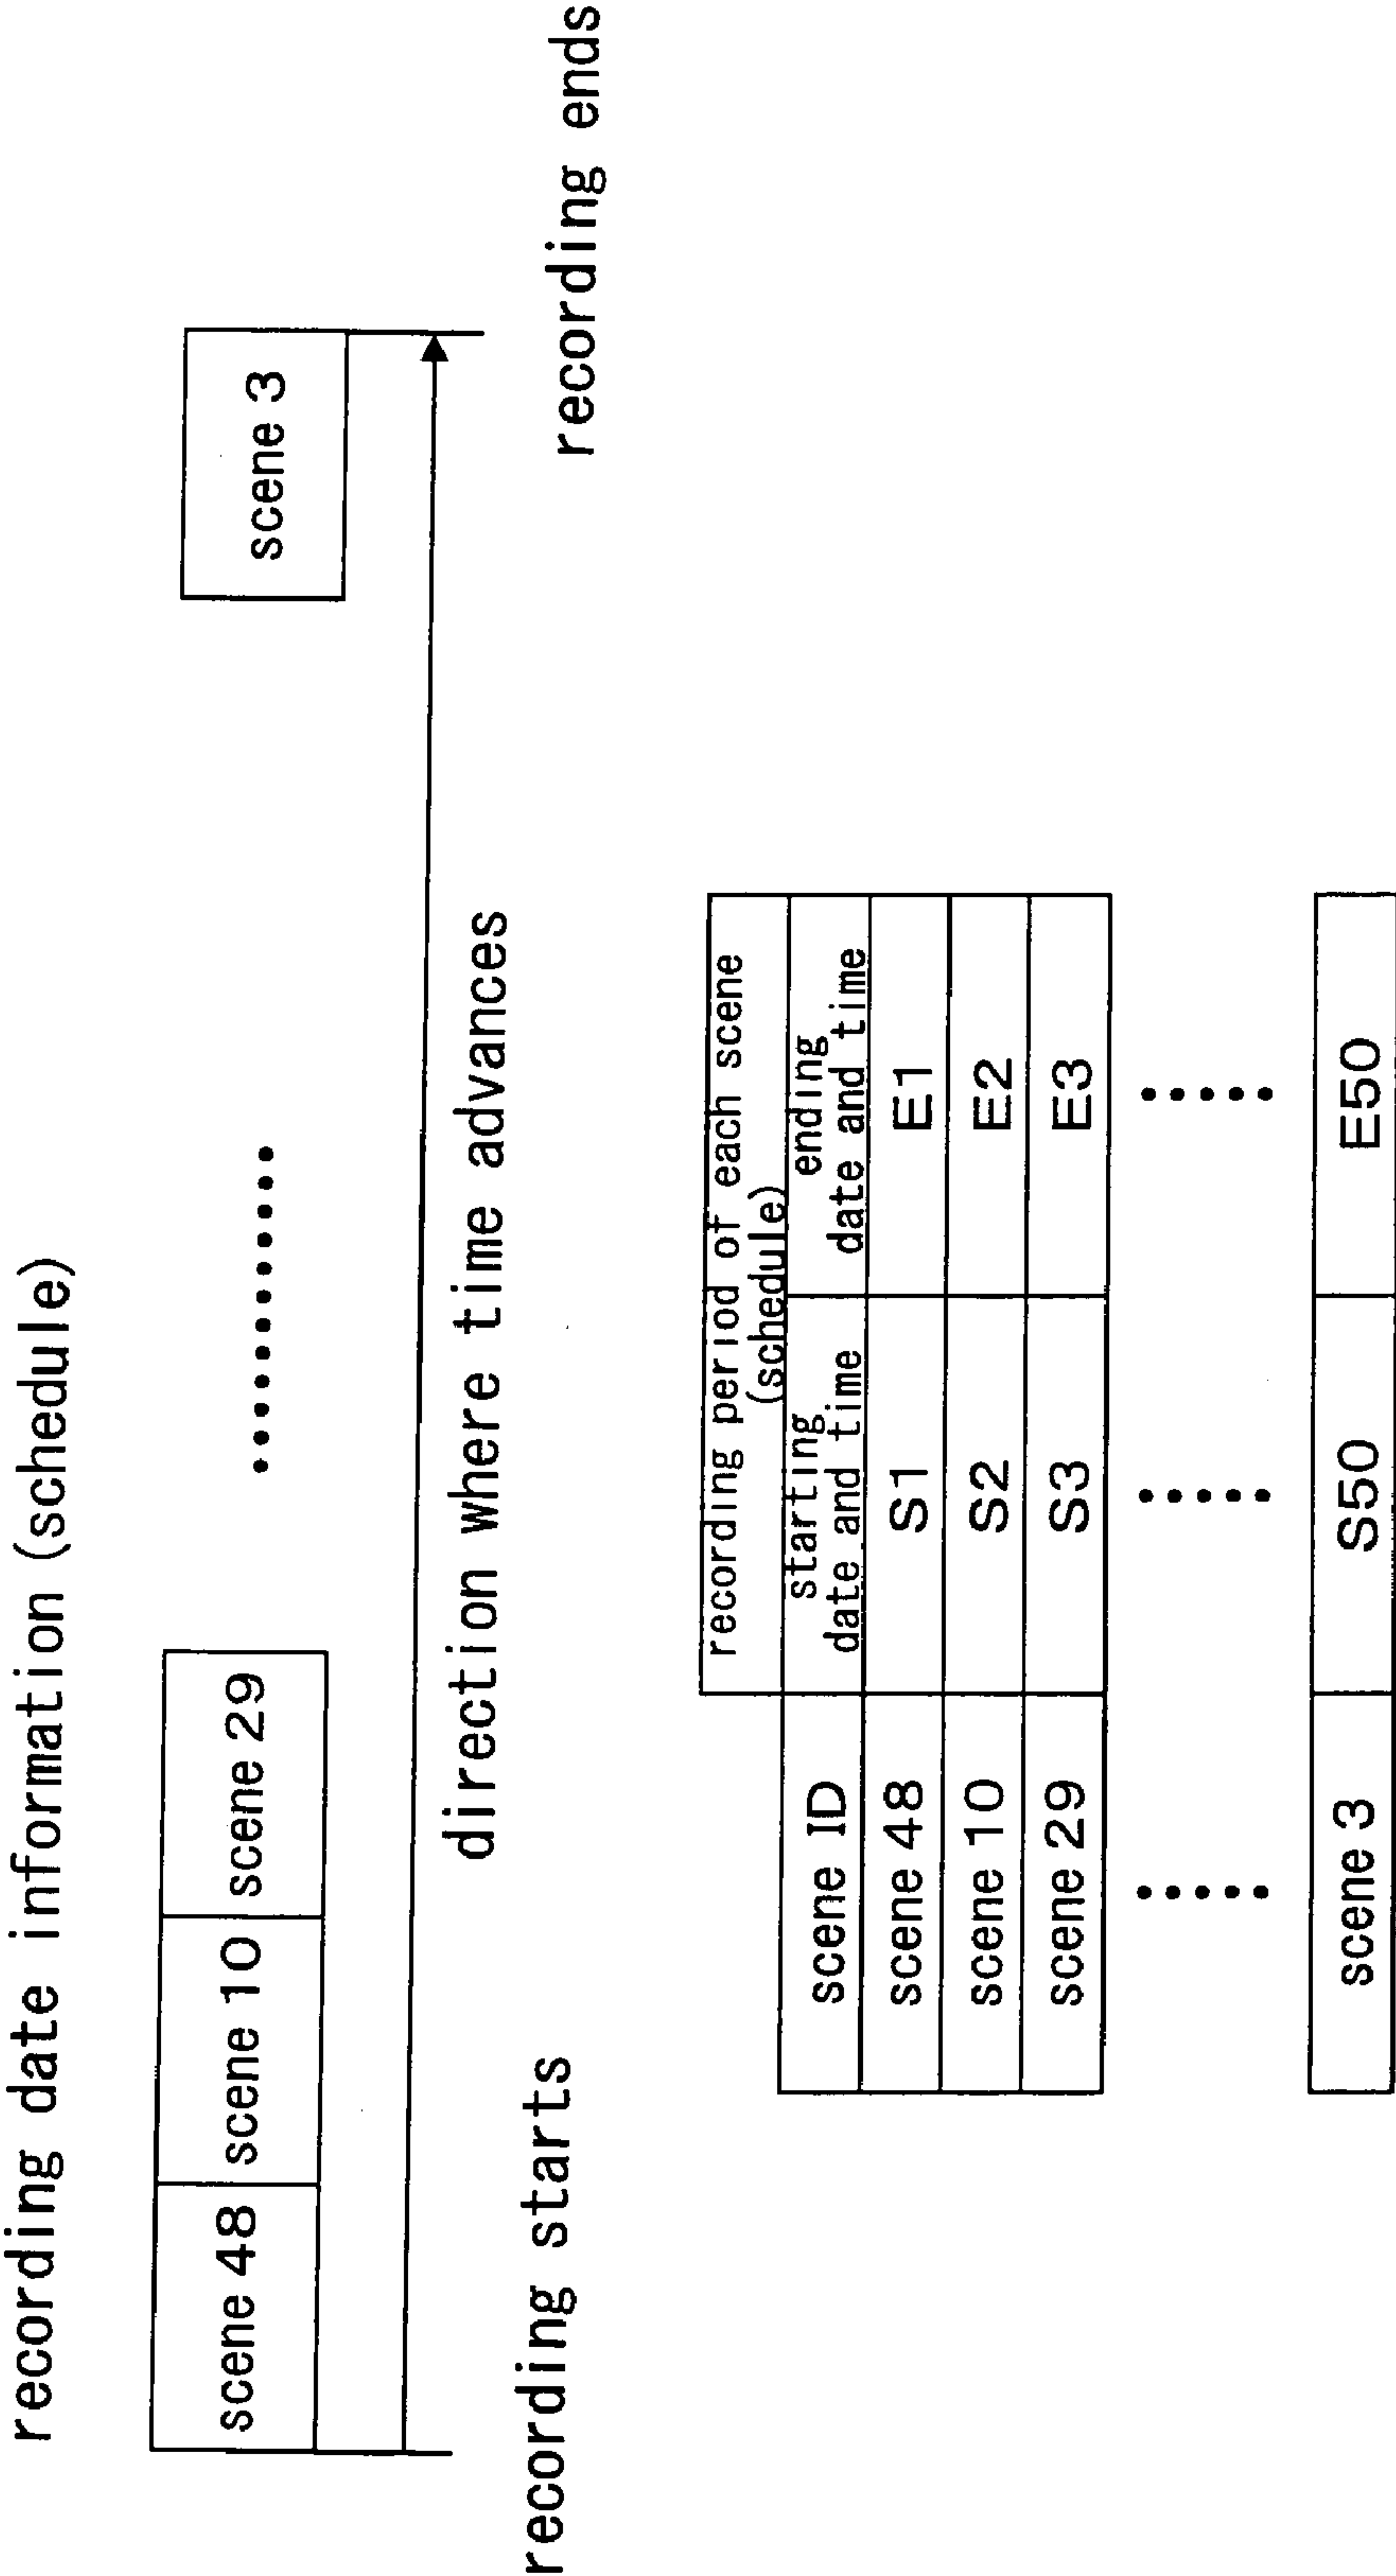 recording date information (schedule)
scene 48 scene 10 scene 29 ………… scene 3
direction where time advances
recording starts
recording ends
recording period of each scene
(schedule)
scene ID starting date and time ending date and time
scene 48 S1 E1
scene 10 S2 E2
scene 29 S3 E3
..... ..... .....
scene 3 S50 E50